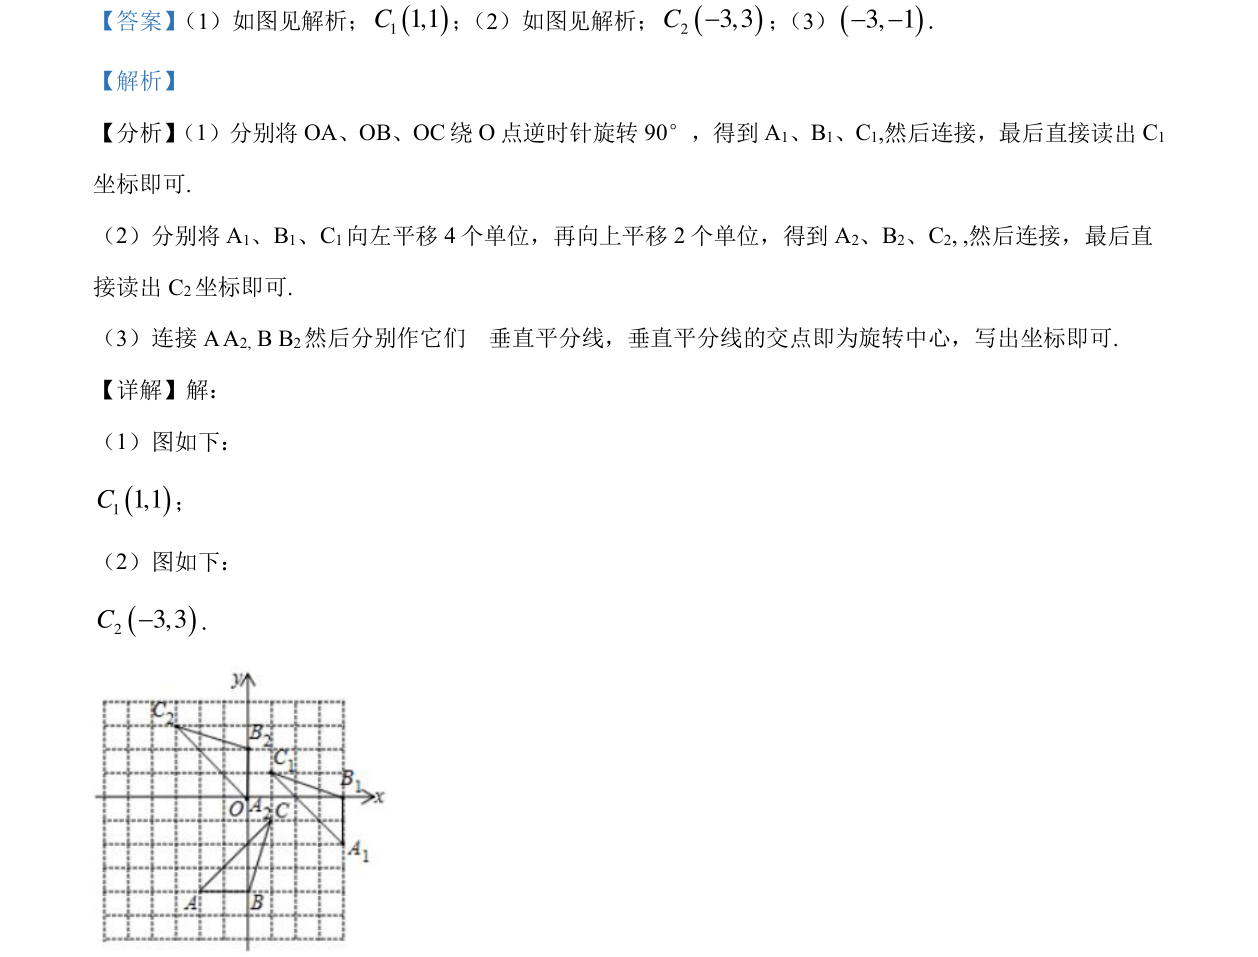 【答案】（1）如图见解析；C₁(1,1)；（2）如图见解析；C₂(−3,3)；（3）(−3,−1).
【解析】
【分析】（1）分别将 OA、OB、OC 绕 O 点逆时针旋转 90°，得到 A₁、B₁、C₁,然后连接，最后直接读出 C₁
坐标即可.
（2）分别将 A₁、B₁、C₁ 向左平移 4 个单位，再向上平移 2 个单位，得到 A₂、B₂、C₂, ,然后连接，最后直
接读出 C₂ 坐标即可.
（3）连接 A A₂, B B₂ 然后分别作它们 垂直平分线，垂直平分线的交点即为旋转中心，写出坐标即可.
【详解】解：
（1）图如下：
C₁(1,1)；
（2）图如下：
C₂(−3,3).
y
C₂
B₂
C₁
B₁
x
O
A₂
C
A₁
A
B